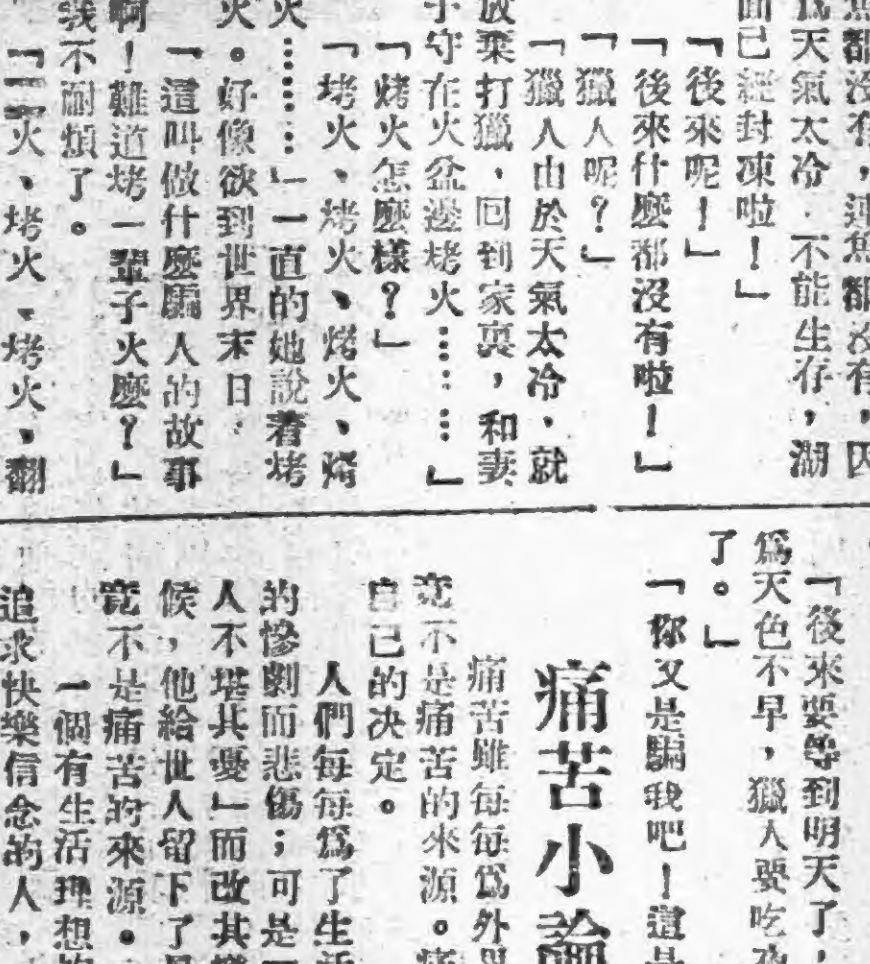 魚都沒有，連魚都沒有，因
爲天氣太冷．不能生存，湖
面已經封凍啦！」
「後來呢！」
「後來什麼都沒有啦！」
「獵人呢？」
「獵人由於天氣太冷．就
放棄打獵．回到家裏，和妻
子守在火盆邊烤火………」
「烤火怎麼樣？」
「烤火、烤火、烤火、烤
火………」一直的她說着烤
火。好像欲到世界末日．
「這叫做什麼騙人的故事
啊！難道烤一輩子火麼？」
我不耐煩了。
火、烤火、烤火、翻
「後來要等到明天了，
爲天色不早，獵人要吃
了。」
「你又是騙我吧！這是
痛苦小論
痛苦雖每每爲外界
竟不是痛苦的來源。痛
自己的決定。
人們每每爲了生活
的慘劇而悲傷；可是
人不堪其憂」而改其樂
候，他給世人留下了
竟不是痛苦的來源。
一個有生活理想的
追求快樂信念的人，